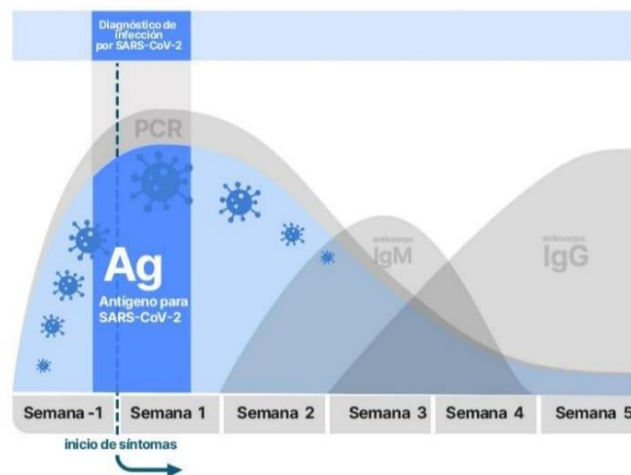 Diagnóstico de
infección
por SARS-CoV-2
PCR
Ag
Antígeno para
SARS-CoV-2
anticuerpo
IgM
anticuerpo
IgG
Semana -1
Semana 1
Semana 2
Semana 3
Semana 4
Semana 5
inicio de síntomas